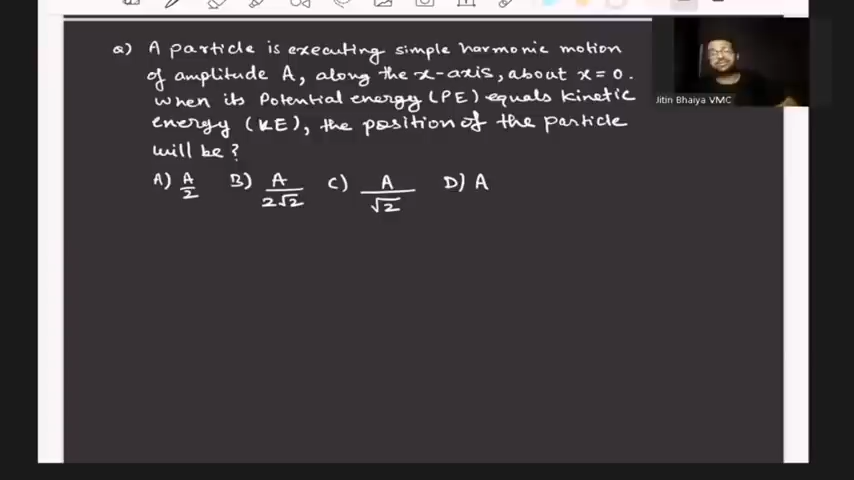 Q) A particle is executing simple harmonic motion
of amplitude A, along the x-axis, about x = 0.
When its Potential energy (PE) equals kinetic
energy (KE), the position of the particle
will be?
A) A/2 B) A/2√2 C) A/√2 D) A
Jitin Bhaiya VMC